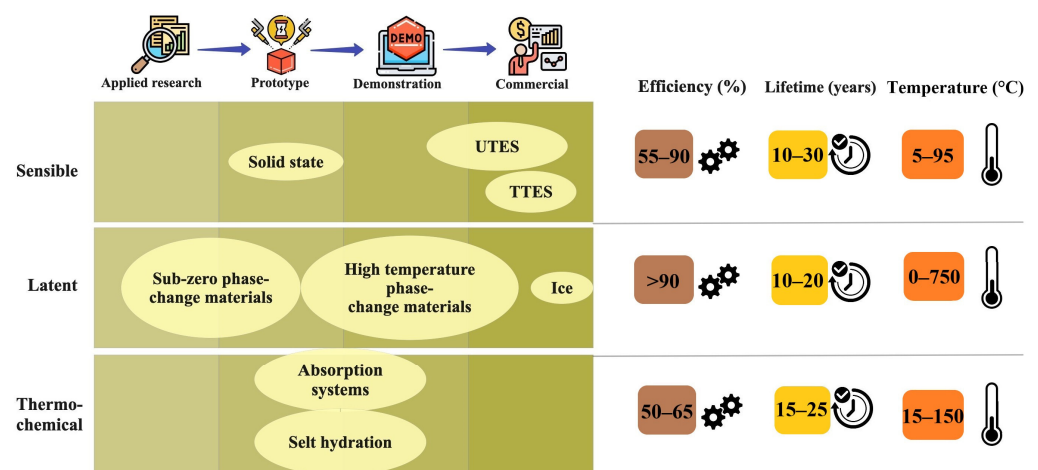 DEMO
Applied research
Prototype
Demonstration
Commercial
Efficiency (%)
Lifetime (years)
Temperature (°C)
Sensible
Solid state
UTES
TTES
55–90
10–30
5–95
Latent
Sub-zero phase-
change materials
High temperature
phase-
change materials
Ice
>90
10–20
0–750
Thermo-
chemical
Absorption
systems
Selt hydration
50–65
15–25
15–150